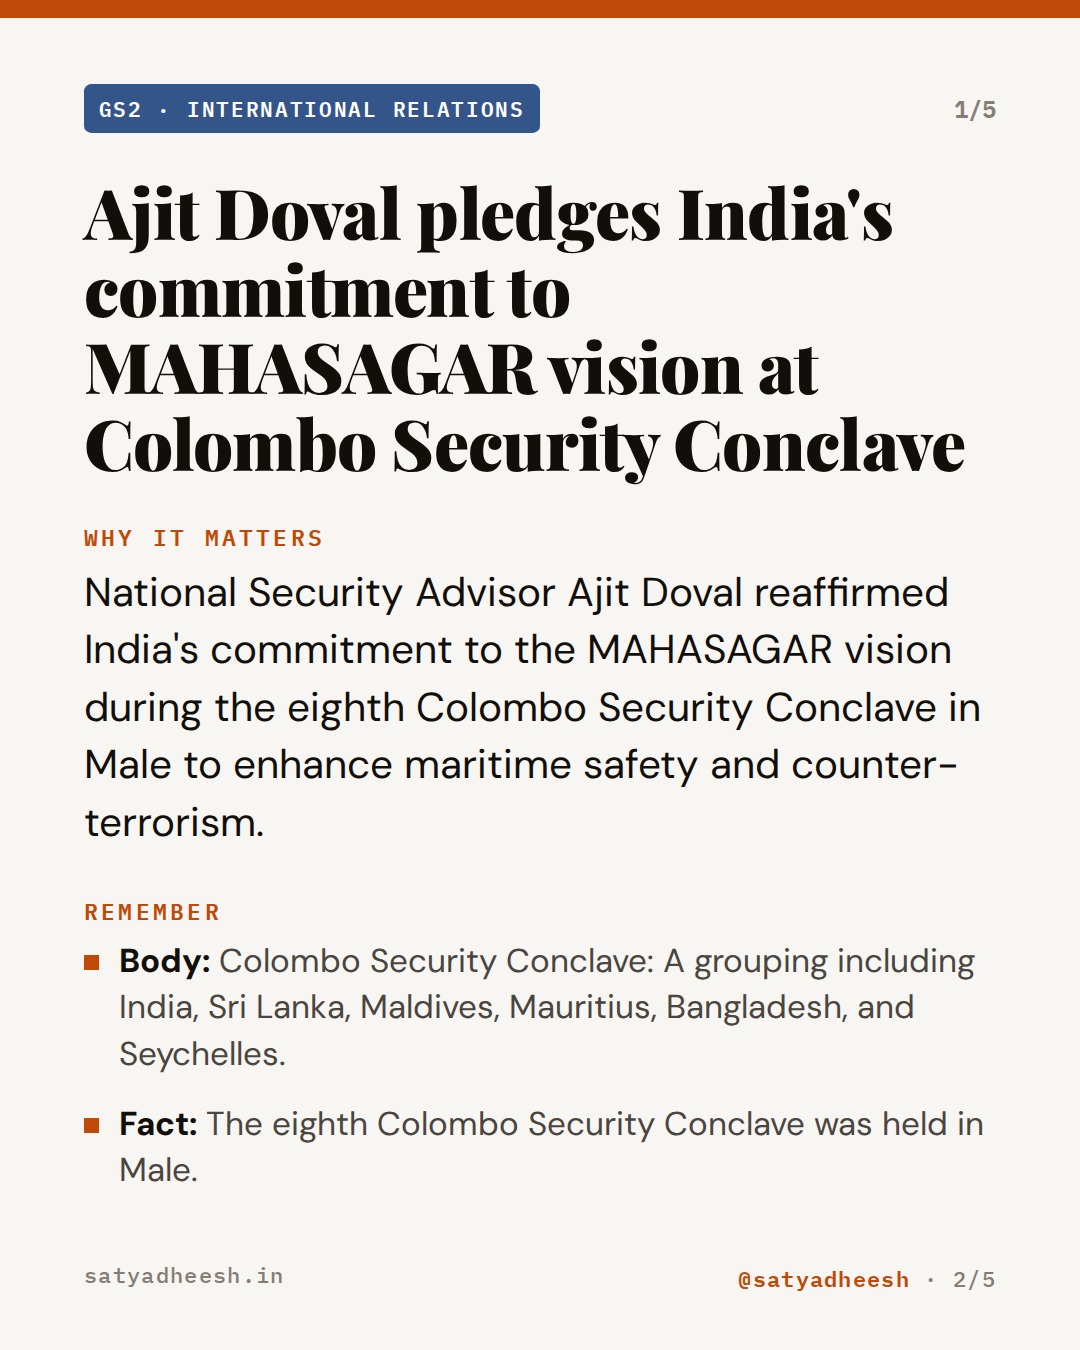 GS2 · INTERNATIONAL RELATIONS
1/5
Ajit Doval pledges India's
commitment to
MAHASAGAR vision at
Colombo Security Conclave
WHY IT MATTERS
National Security Advisor Ajit Doval reaffirmed
India's commitment to the MAHASAGAR vision
during the eighth Colombo Security Conclave in
Male to enhance maritime safety and counter-
terrorism.
REMEMBER
Body: Colombo Security Conclave: A grouping including
India, Sri Lanka, Maldives, Mauritius, Bangladesh, and
Seychelles.
Fact: The eighth Colombo Security Conclave was held in
Male.
satyadheesh.in
@satyadheesh · 2/5